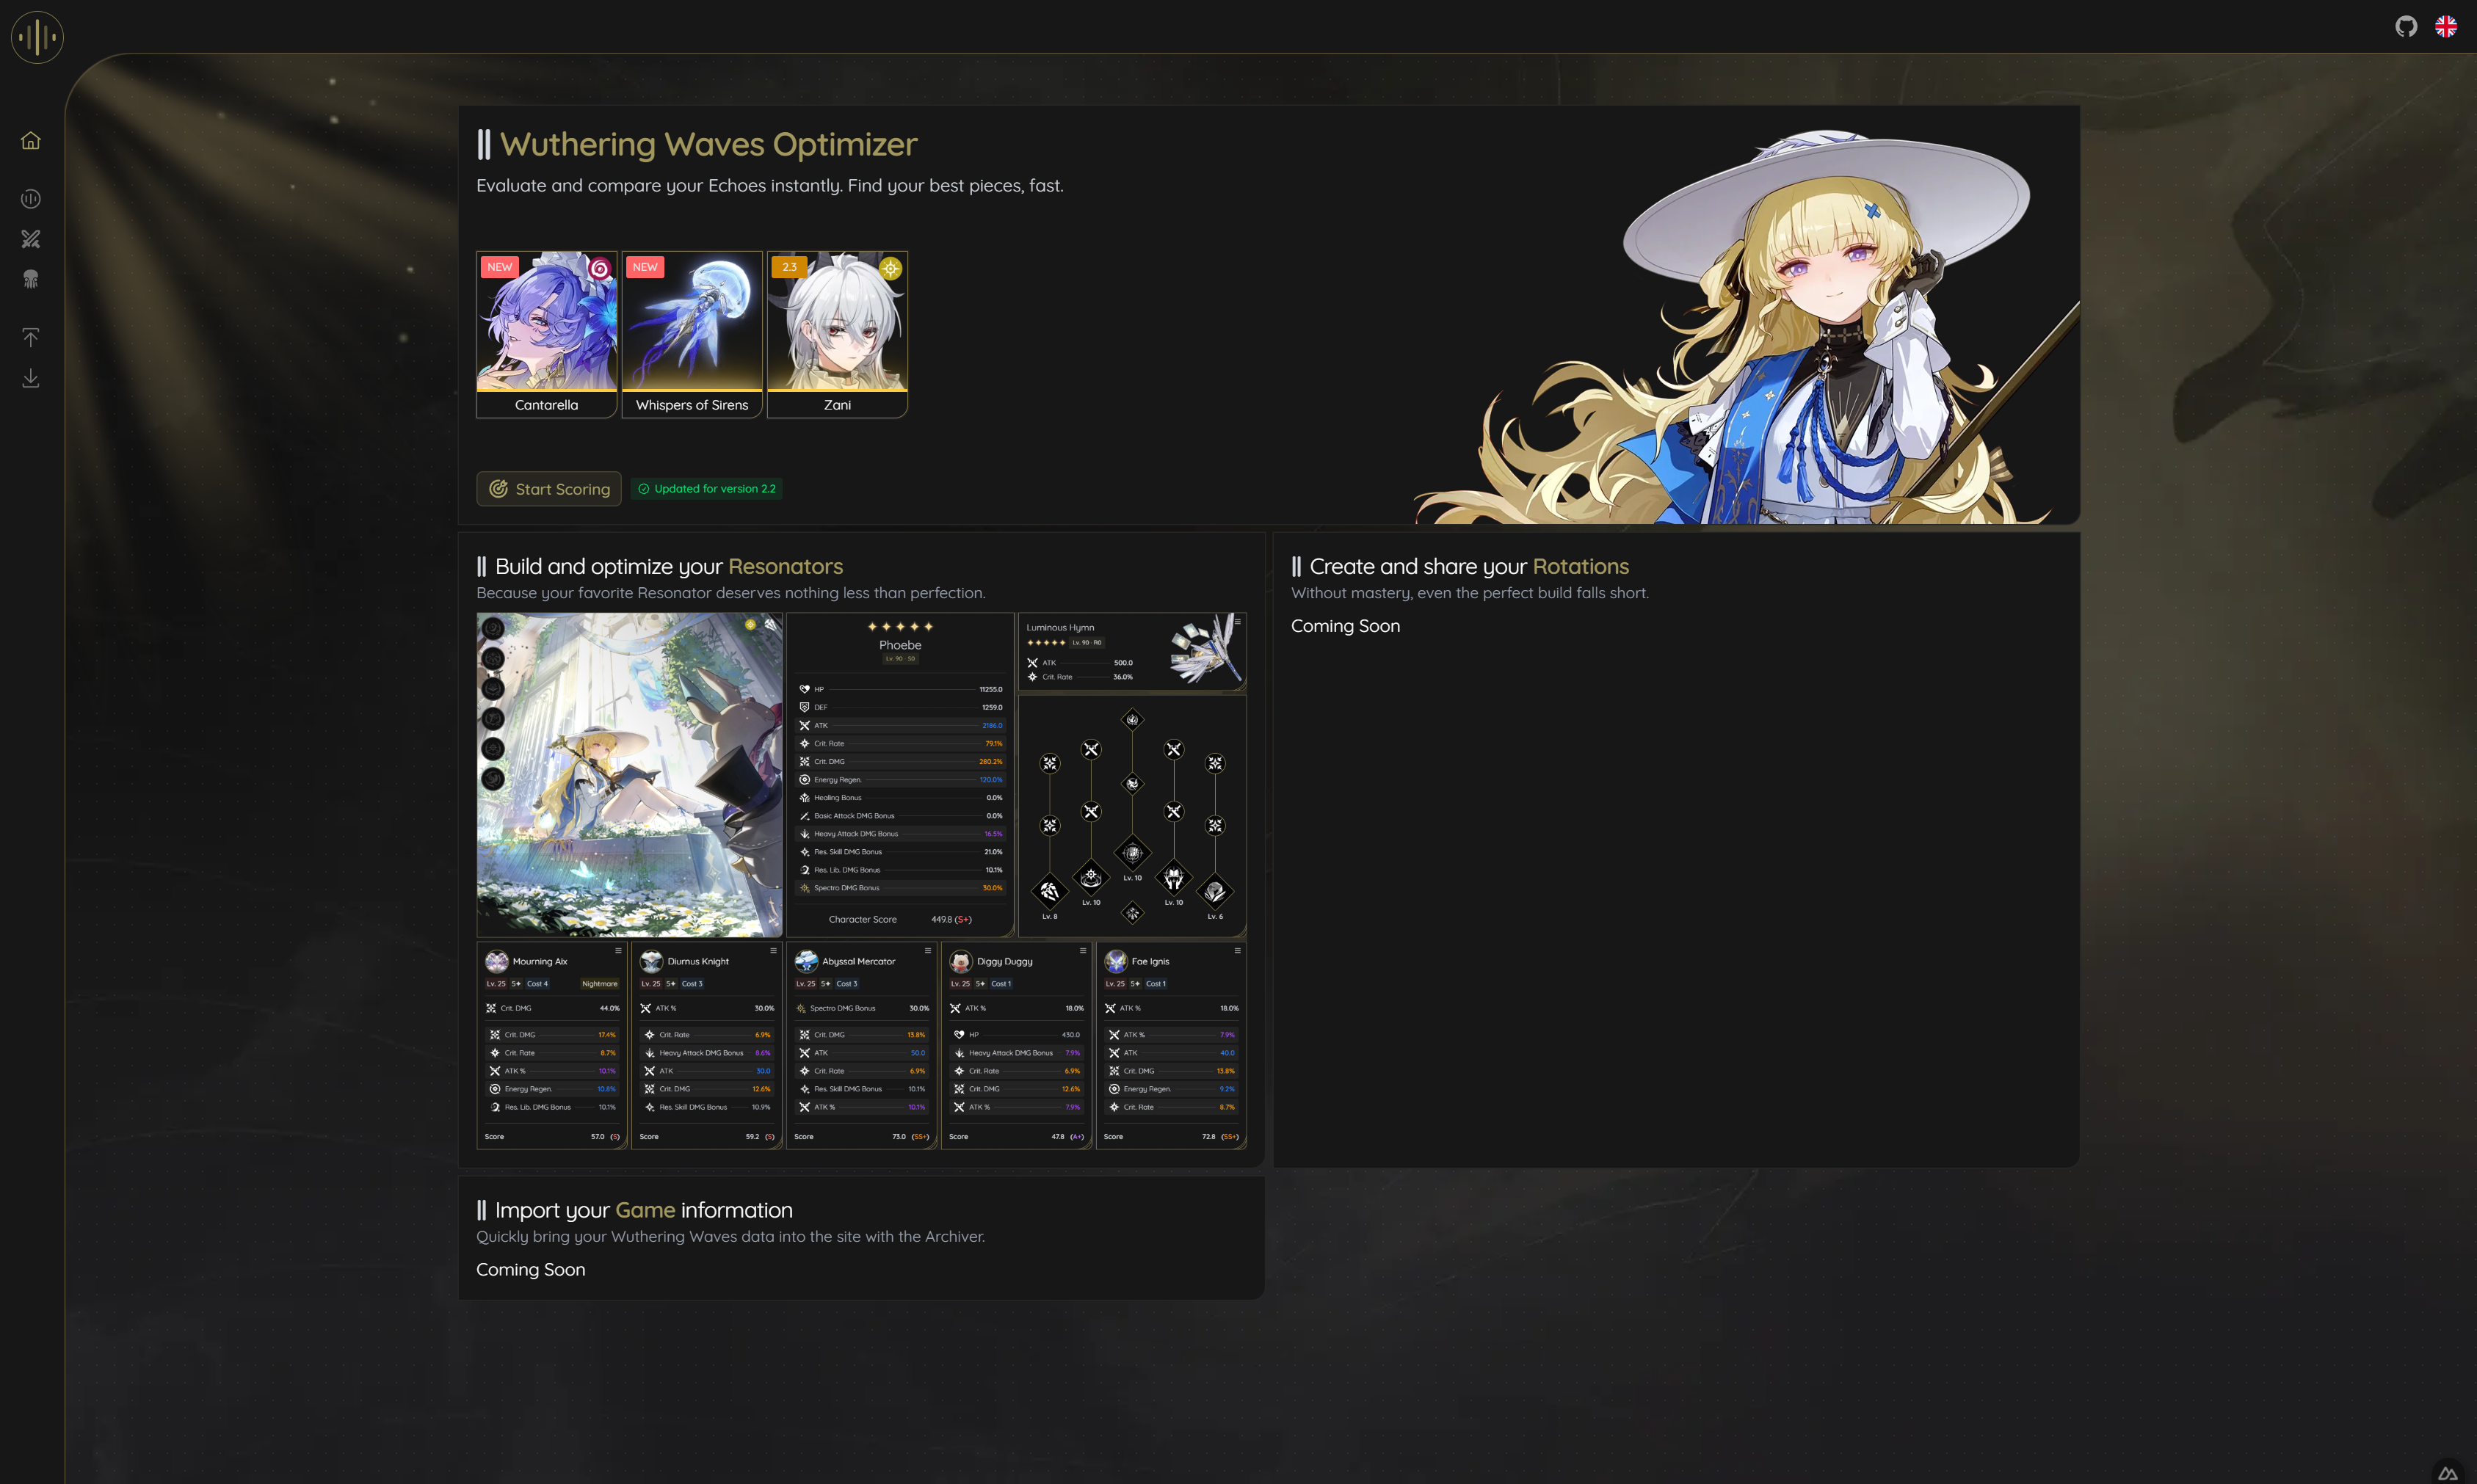 Wuthering Waves Optimizer
Evaluate and compare your Echoes instantly. Find your best pieces, fast.
NEW
Cantarella
NEW
Whispers of Sirens
2.3
Zani
Start Scoring
Updated for version 2.2
Build and optimize your Resonators
Because your favorite Resonator deserves nothing less than perfection.
Phoebe
Lv. 90 · S0
HP 11255.0
DEF 1259.0
ATK 2186.0
Crit. Rate 79.1%
Crit. DMG 260.2%
Energy Regen. 120.0%
Healing Bonus 0.0%
Basic Attack DMG Bonus 0.0%
Heavy Attack DMG Bonus 16.5%
Res. Skill DMG Bonus 21.0%
Res. Lib. DMG Bonus 10.1%
Spectro DMG Bonus 30.0%
Character Score 449.8 (S+)
Luminous Hymn
Lv. 90 · R0
ATK 500.0
Crit. Rate 36.0%
Lv. 8
Lv. 10
Lv. 10
Lv. 10
Lv. 6
Mourning Aix
Lv. 25 5✦ Cost 4 Nightmare
Crit. DMG 44.0%
Crit. DMG 17.4%
Crit. Rate 8.7%
ATK % 10.1%
Energy Regen. 10.8%
Res. Lib. DMG Bonus 10.1%
Score 57.0 (S)
Diurnus Knight
Lv. 25 5✦ Cost 3
ATK % 30.0%
Crit. Rate 6.9%
Heavy Attack DMG Bonus 8.6%
ATK 30.0
Crit. DMG 12.6%
Res. Skill DMG Bonus 10.9%
Score 59.2 (S)
Abyssal Mercator
Lv. 25 5✦ Cost 3
Spectro DMG Bonus 30.0%
Crit. DMG 13.8%
ATK 50.0
Crit. Rate 6.9%
Res. Skill DMG Bonus 10.1%
ATK % 10.1%
Score 73.0 (SS+)
Diggy Duggy
Lv. 25 5✦ Cost 1
ATK % 18.0%
HP 430.0
Heavy Attack DMG Bonus 7.9%
Crit. Rate 6.9%
Crit. DMG 12.6%
ATK % 7.9%
Score 47.8 (A+)
Fae Ignis
Lv. 25 5✦ Cost 1
ATK % 18.0%
ATK % 7.9%
ATK 40.0
Crit. DMG 13.8%
Energy Regen. 9.2%
Crit. Rate 8.7%
Score 72.8 (SS+)
Create and share your Rotations
Without mastery, even the perfect build falls short.
Coming Soon
Import your Game information
Quickly bring your Wuthering Waves data into the site with the Archiver.
Coming Soon